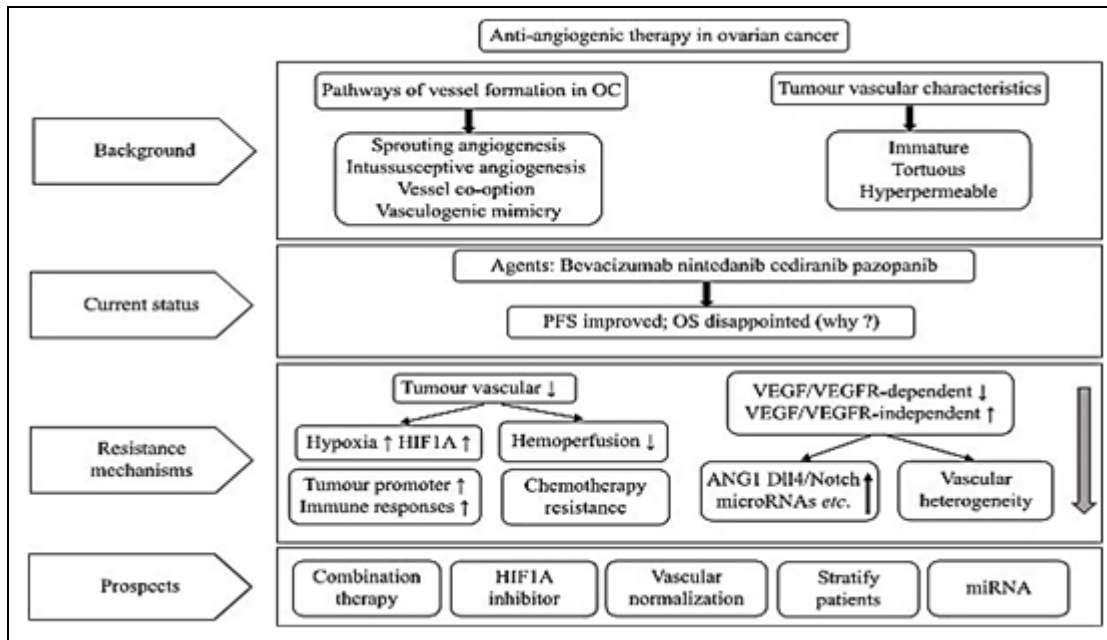 Anti-angiogenic therapy in ovarian cancer
Background
Pathways of vessel formation in OC
Sprouting angiogenesis
Intussusceptive angiogenesis
Vessel co-option
Vasculogenic mimicry
Tumour vascular characteristics
Immature
Tortuous
Hyperpermeable
Current status
Agents: Bevacizumab nintedanib cediranib pazopanib
PFS improved; OS disappointed (why ?)
Resistance
mechanisms
Tumour vascular ↓
Hypoxia ↑ HIF1A ↑
Hemoperfusion ↓
Tumour promoter ↑
Immune responses ↑
Chemotherapy
resistance
VEGF/VEGFR-dependent ↓
VEGF/VEGFR-independent ↑
ANG1 Dll4/Notch
microRNAs etc.
Vascular
heterogeneity
Prospects
Combination
therapy
HIF1A
inhibitor
Vascular
normalization
Stratify
patients
miRNA